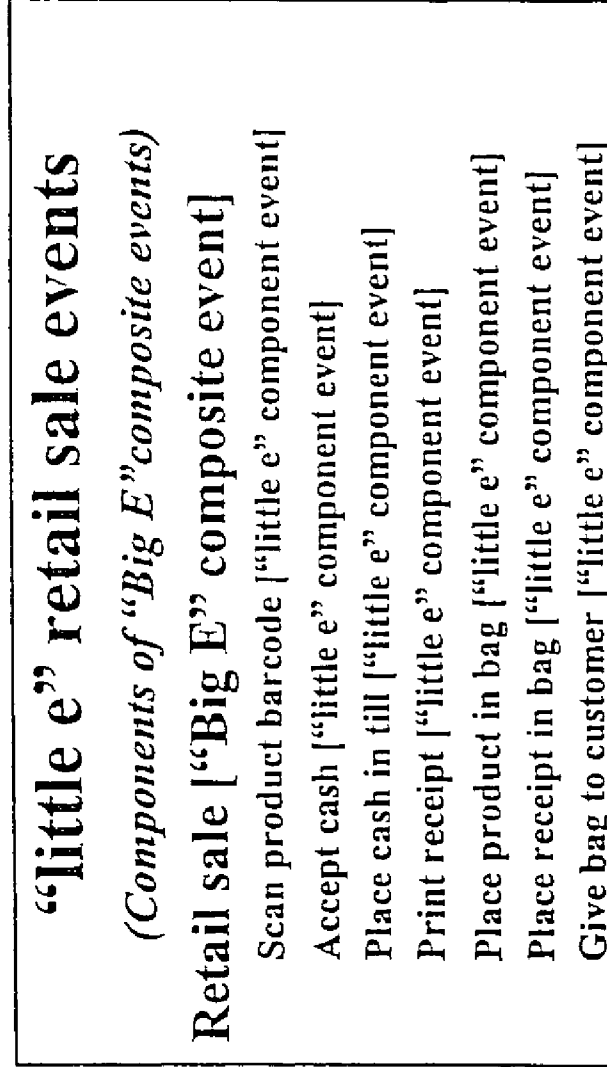 “little e” retail sale events
(Components of “Big E”composite events)
Retail sale [“Big E” composite event]
Scan product barcode [“little e” component event]
Accept cash [“little e” component event]
Place cash in till [“little e” component event]
Print receipt [“little e” component event]
Place product in bag [“little e” component event]
Place receipt in bag [“little e” component event]
Give bag to customer [“little e” component event]